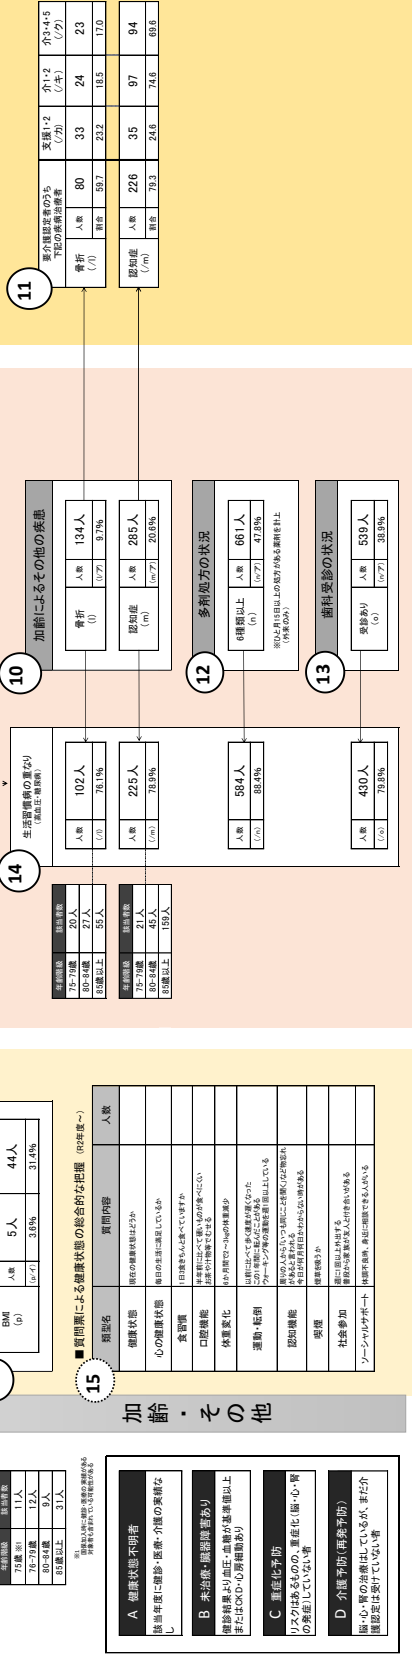 年齢階級 該当者数
75歳 ※1 11人
76-79歳 12人
80-84歳 9人
85歳以上 31人
※1
国保加入時に健診・医療の実績がある
対象者も含まれている可能性がある
A 健康状態不明者
該当年度に健診・医療・介護の実績なし
B 未治療・臓器障害あり
健診結果より血圧・血糖が基準値以上
またはCKD・心房細動あり
C 重症化予防
リスクはあるものの、重症化(脳・心・腎
の発症)していない者
D 介護予防(再発予防)
脳・心・腎の治療はしているが、まだ介
護認定は受けていない者
加齢・その他
BMI
(p)
人数 5人 44人
(p/イ) 3.6% 31.4%
15
■質問票による健康状態の総合的な把握 (R2年度～)
類型名 質問内容 人数
健康状態 現在の健康状態はどうか
心の健康状態 毎日の生活に満足しているか
食習慣 1日3食きちんと食べていますか
口腔機能 半年前に比べて硬いものが食べにくい
お茶や汁物等でむせる
体重変化 6か月間で2～3kgの体重減少
運動・転倒 以前に比べて歩く速度が遅くなった
この1年間に転んだことがある
ウォーキング等の運動を週1回以上している
認知機能 周りの人から「いつも同じことを聞く」など物忘れ
があると言われる
今日が何月何日かわからない時がある
喫煙 煙草を吸うか
社会参加 週に1回以上外出する
普段から家族が友人と付き合いがある
ソーシャルサポート 体調不良時、身近に相談できる人がいる
14
生活習慣病の重なり
(高血圧・糖尿病)
年齢階級 該当者数
75-79歳 20人
80-84歳 27人
85歳以上 55人
人数 102人
(/l) 76.1%
年齢階級 該当者数
75-79歳 21人
80-84歳 45人
85歳以上 159人
人数 225人
(/m) 78.9%
人数 584人
(/n) 88.4%
人数 430人
(/o) 79.8%
10
加齢によるその他の疾患
骨折
(l)
人数 134人
(l/ア) 9.7%
認知症
(m)
人数 285人
(m/ア) 20.6%
12
多剤処方の状況
6種類以上
(n)
人数 661人
(n/ア) 47.8%
※ひと月15日以上の処方がある薬剤を計上
(外来のみ)
13
歯科受診の状況
受診あり
(o)
人数 539人
(n/ア) 38.9%
11
要介護認定者のうち
下記の疾病治療者
支援1・2
(/カ)
介1・2
(/キ)
介3・4・5
(/ク)
骨折
(/l)
人数 80 33 24 23
割合 59.7 23.2 18.5 17.0
認知症
(/m)
人数 226 35 97 94
割合 79.3 24.6 74.6 69.6